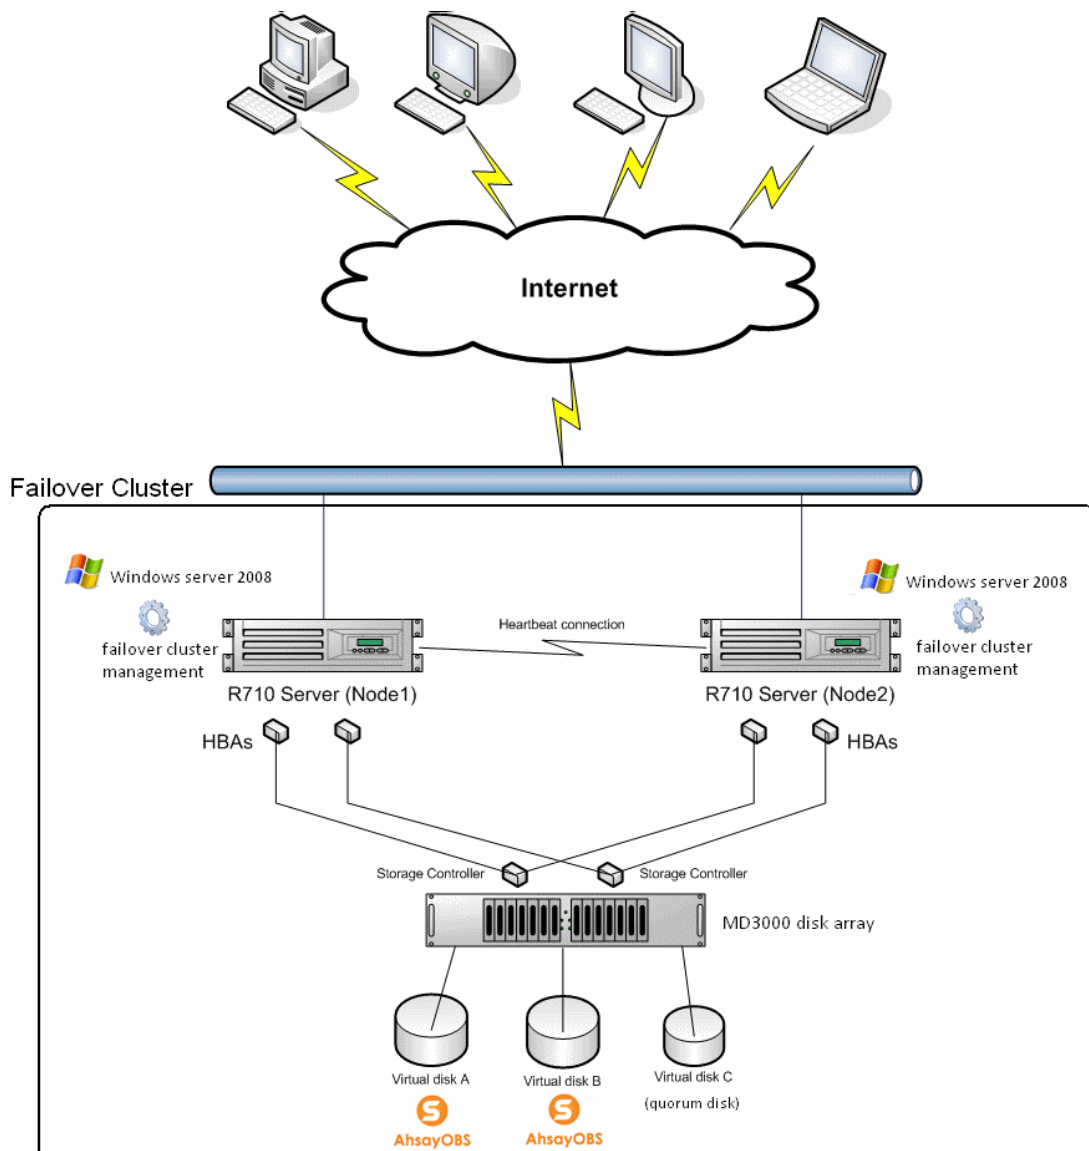 Internet
Failover Cluster
Windows server 2008
Windows server 2008
failover cluster
management
Heartbeat connection
failover cluster
management
R710 Server (Node1)
R710 Server (Node2)
HBAs
HBAs
Storage Controller
Storage Controller
MD3000 disk array
Virtual disk A
Virtual disk B
Virtual disk C
(quorum disk)
AhsayOBS
AhsayOBS